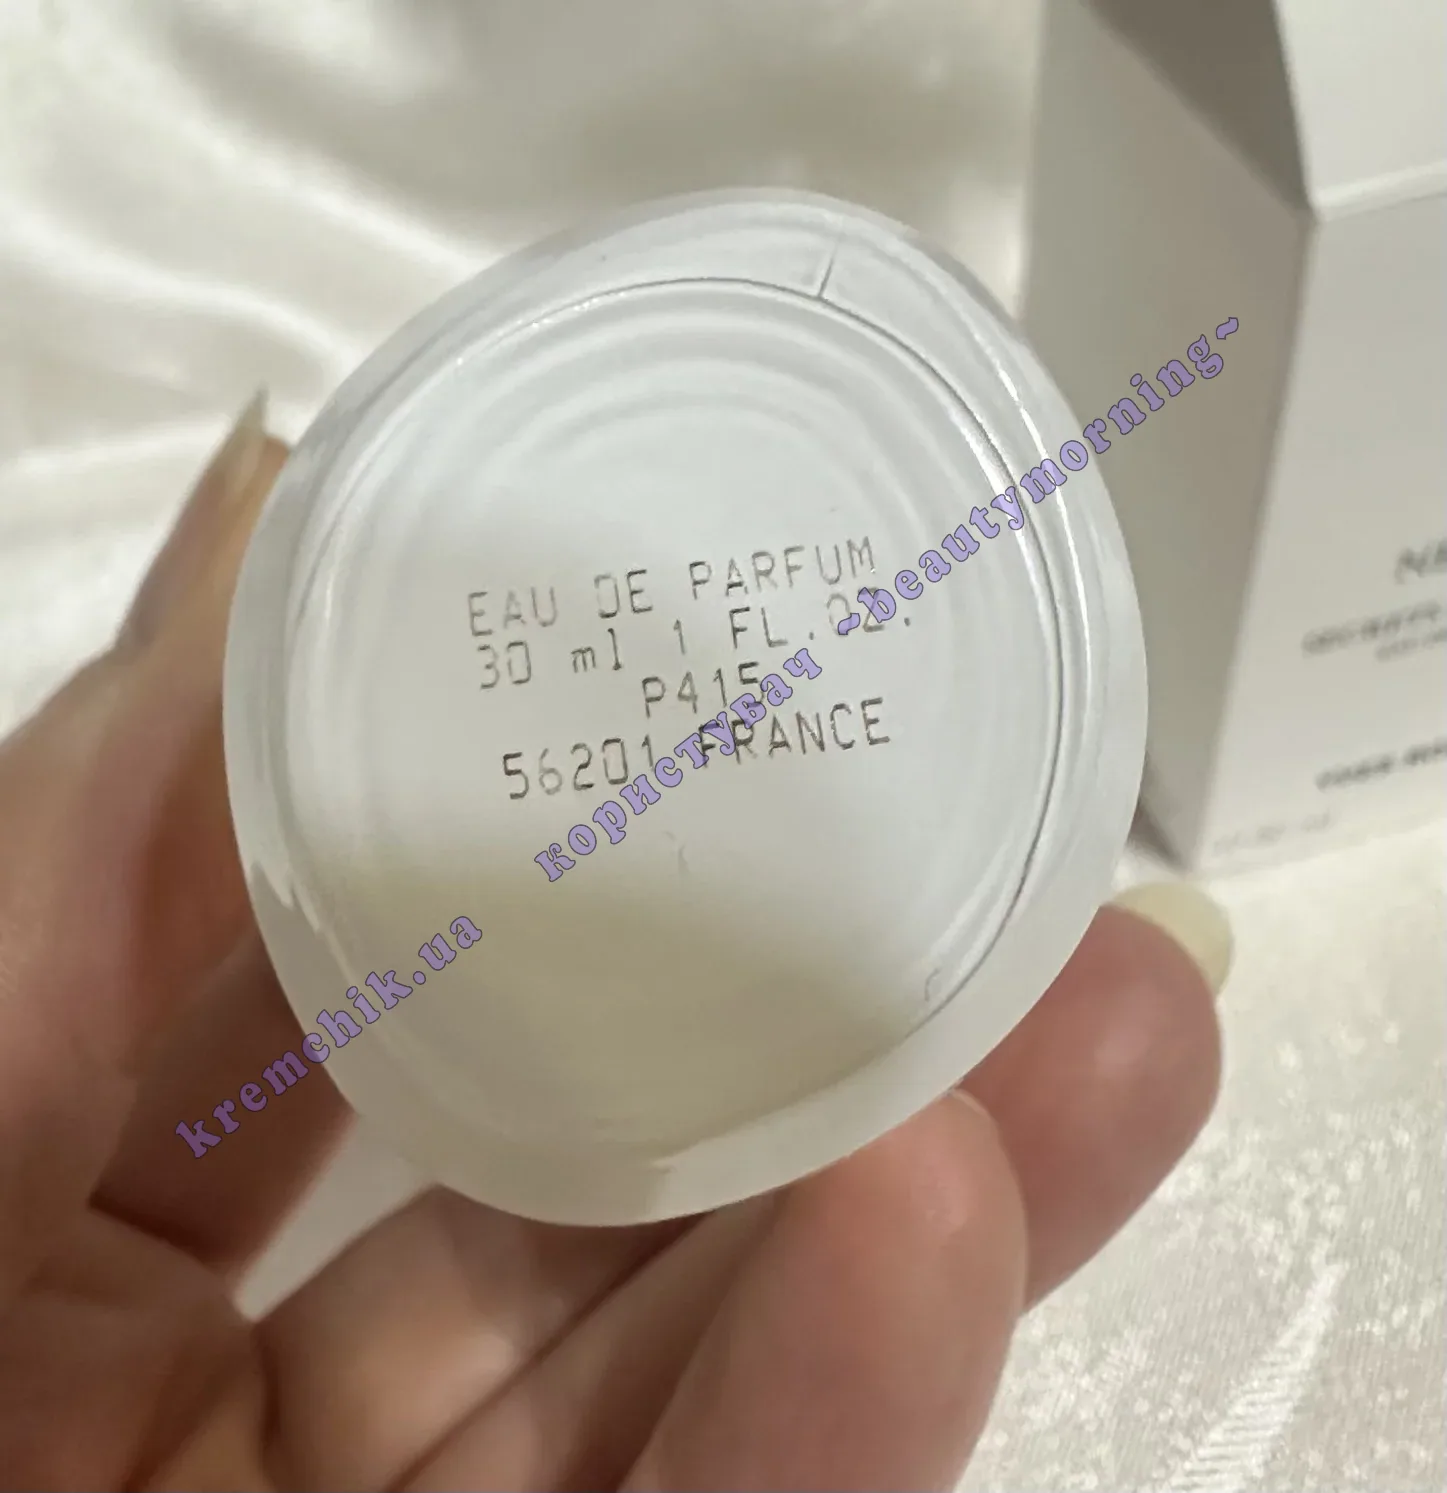 EAU DE PARFUM
30 ml 1 FL.OZ.
P415
56201 FRANCE
kremchik.ua користувач ~beautymorning~